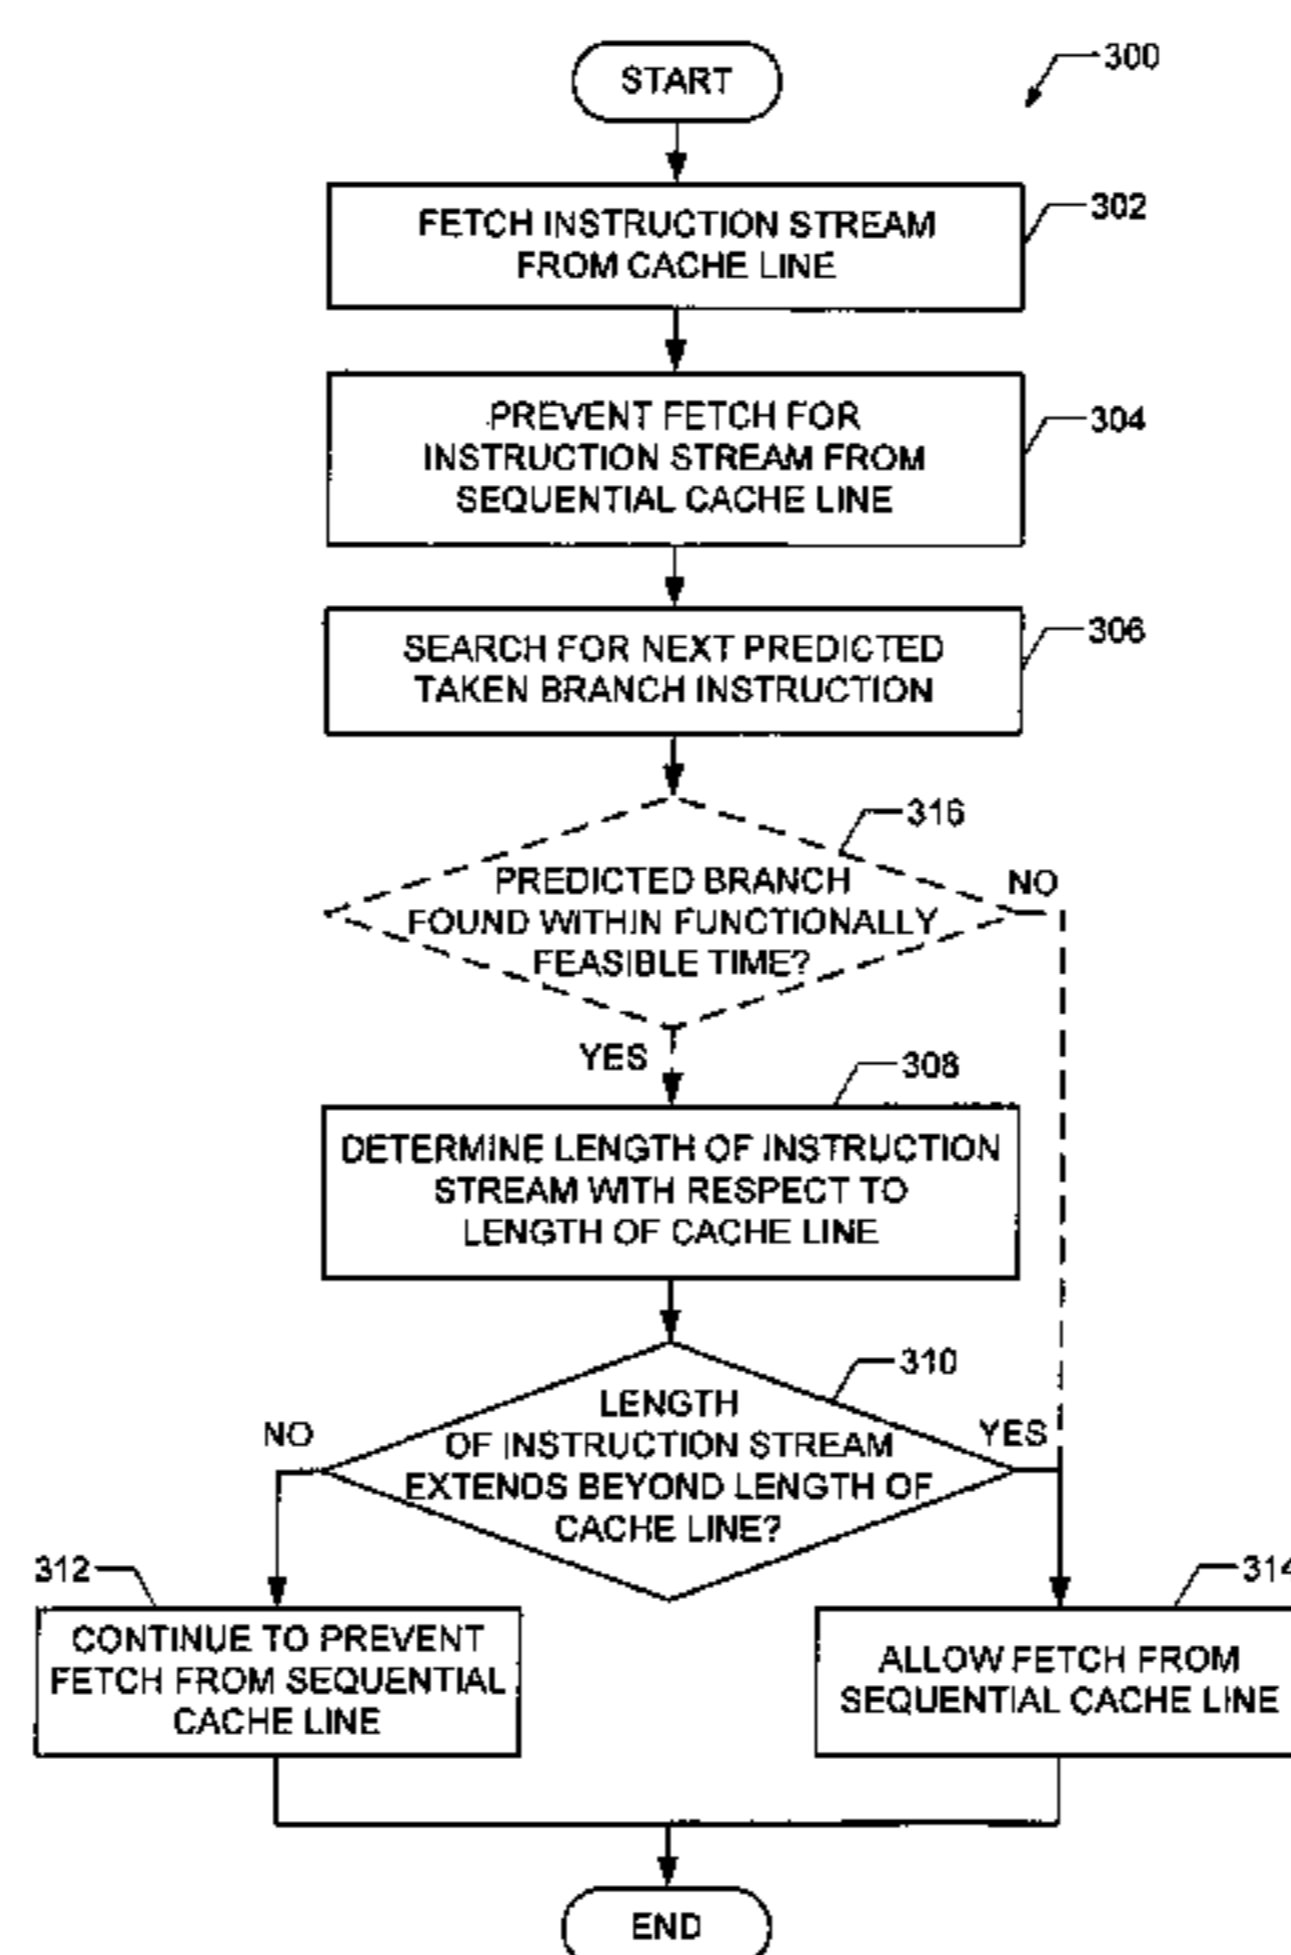 START
300
FETCH INSTRUCTION STREAM
FROM CACHE LINE
302
PREVENT FETCH FOR
INSTRUCTION STREAM FROM
SEQUENTIAL CACHE LINE
304
SEARCH FOR NEXT PREDICTED
TAKEN BRANCH INSTRUCTION
306
316
PREDICTED BRANCH
FOUND WITHIN FUNCTIONALLY
FEASIBLE TIME?
NO
YES
308
DETERMINE LENGTH OF INSTRUCTION
STREAM WITH RESPECT TO
LENGTH OF CACHE LINE
310
LENGTH
OF INSTRUCTION STREAM
EXTENDS BEYOND LENGTH OF
CACHE LINE?
NO
YES
312
CONTINUE TO PREVENT
FETCH FROM SEQUENTIAL
CACHE LINE
314
ALLOW FETCH FROM
SEQUENTIAL CACHE LINE
END